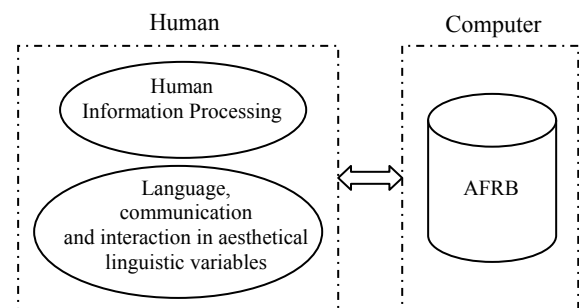 Human
Computer
Human
Information Processing
Language,
communication
and interaction in aesthetical
linguistic variables
AFRB